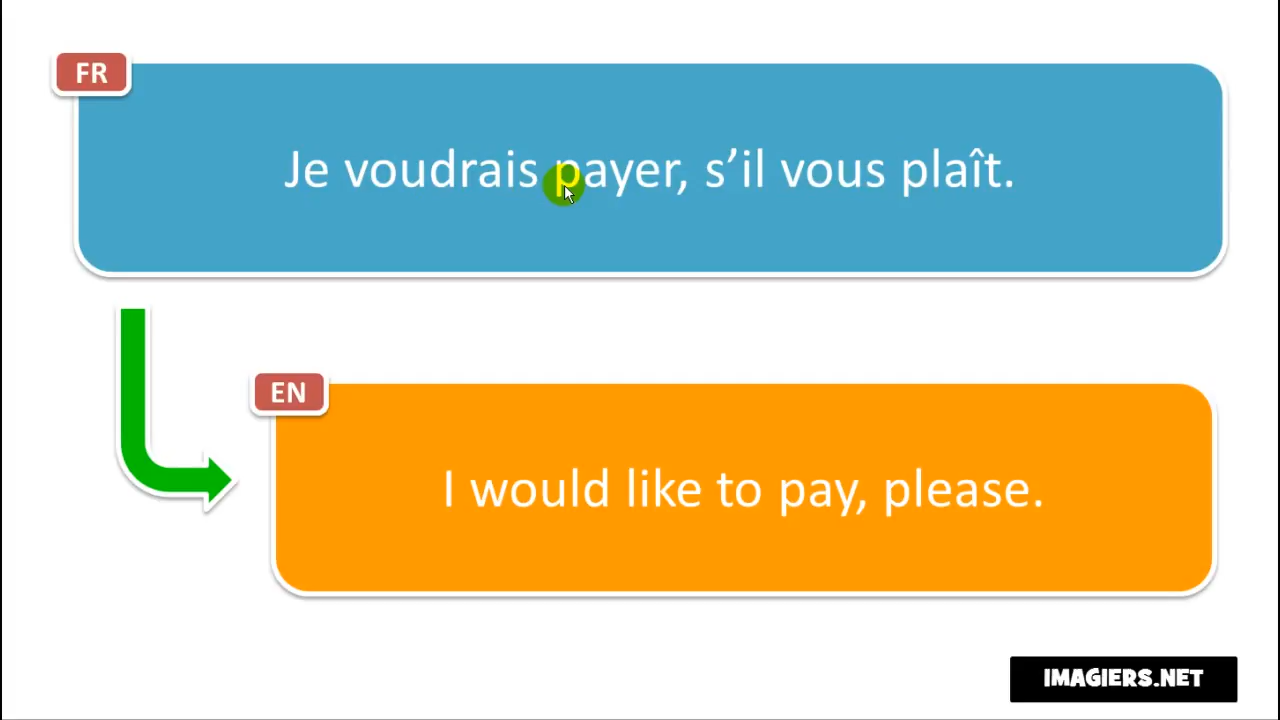 FR
Je voudrais payer, s’il vous plaît.
EN
I would like to pay, please.
IMAGIERS.NET